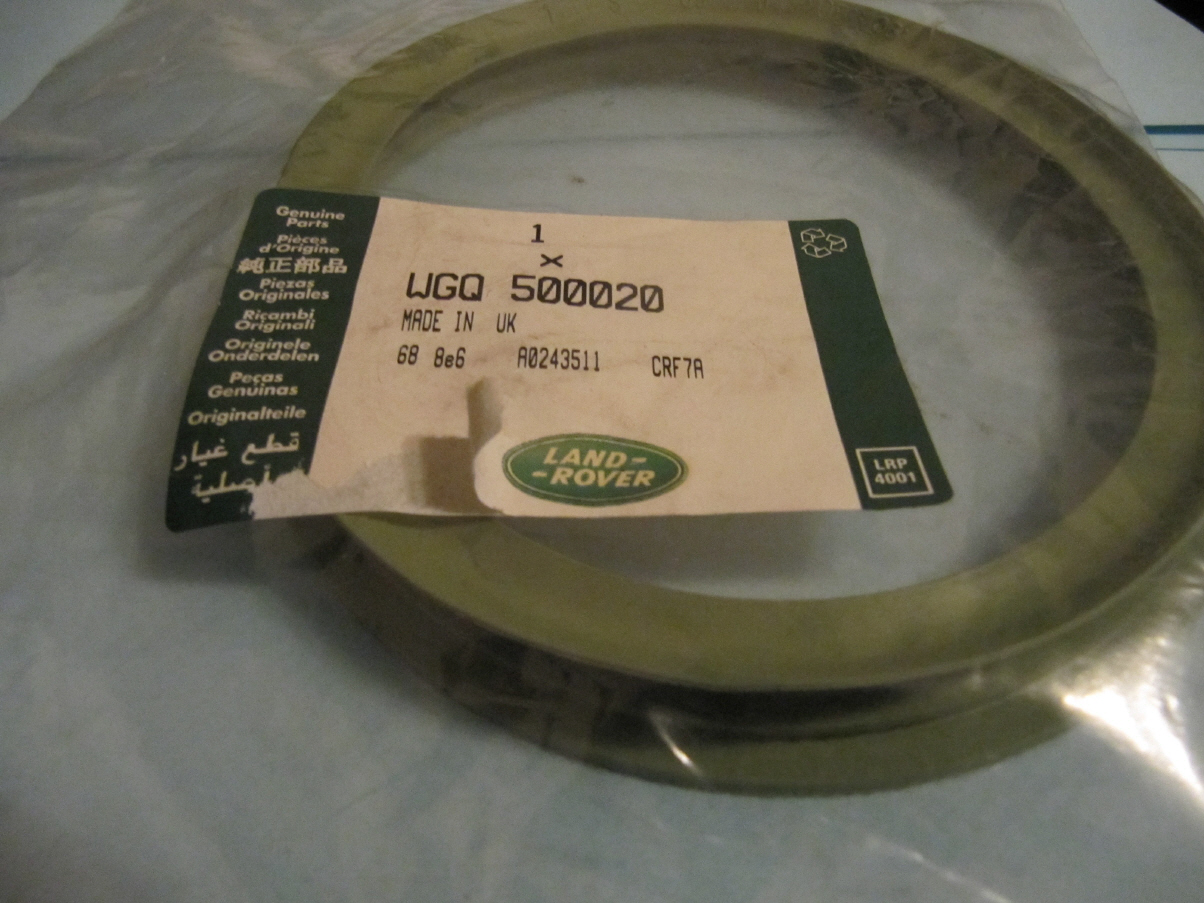 Genuine
Parts
Pièces
d'Origine
純正部品
Piezas
Originales
Ricambi
Originali
Originele
Onderdelen
Peças
Genuinas
Originalteile
قطع غيار
أصلية
1
x
WGQ 500020
MADE IN UK
68 8e6 A0243511 CRF7A
LAND-
-ROVER
LRP
4001